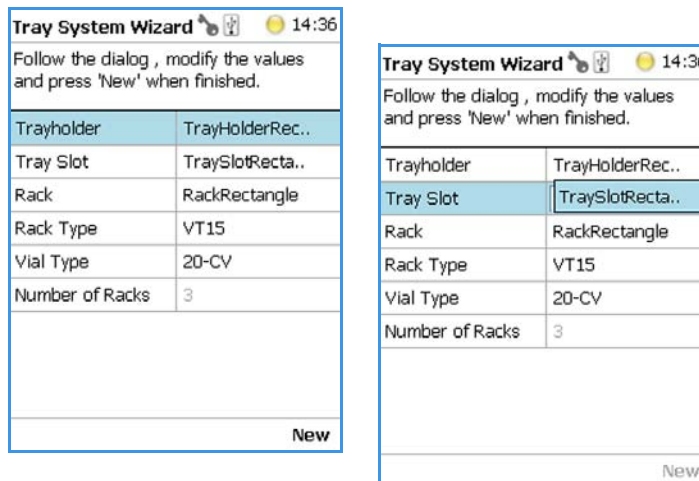 Tray System Wizard 14:36
Follow the dialog , modify the values
and press 'New' when finished.
Trayholder TrayHolderRec..
Tray Slot TraySlotRecta..
Rack RackRectangle
Rack Type VT15
Vial Type 20-CV
Number of Racks 3
New
Tray System Wizard 14:3
Follow the dialog , modify the values
and press 'New' when finished.
Trayholder TrayHolderRec..
Tray Slot TraySlotRecta..
Rack RackRectangle
Rack Type VT15
Vial Type 20-CV
Number of Racks 3
New